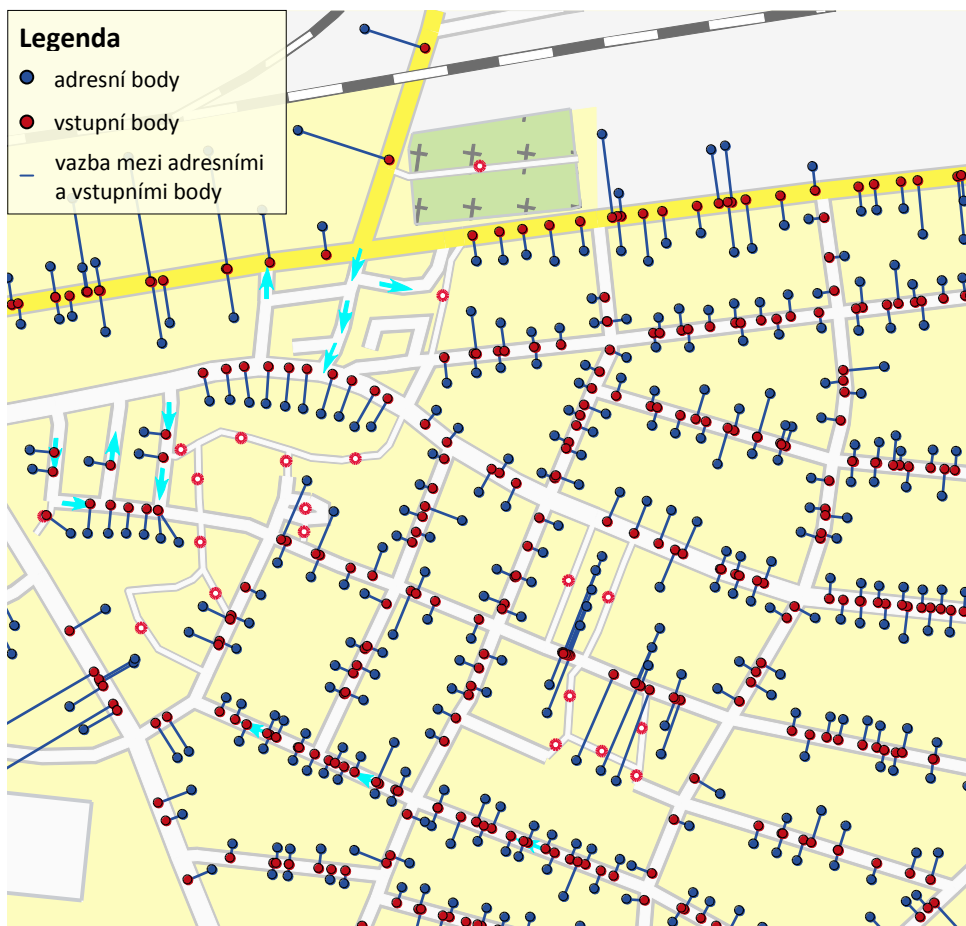 Legenda
adresní body
vstupní body
vazba mezi adresními
a vstupními body